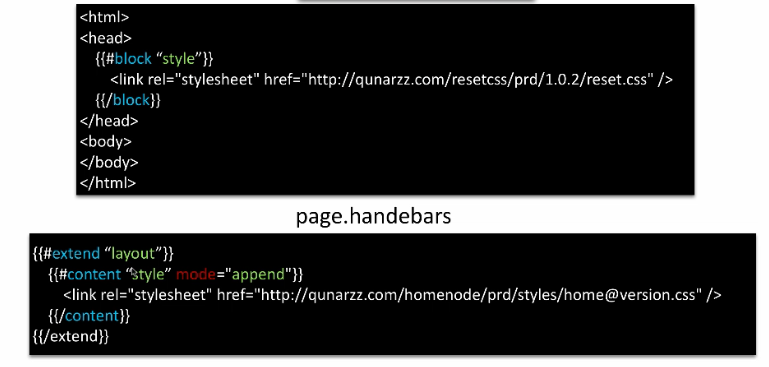 <html>
<head>
{{#block “style”}}
<link rel="stylesheet" href="http://qunarzz.com/resetcss/prd/1.0.2/reset.css" />
{{/block}}
</head>
<body>
</body>
</html>
page.handebars
{{#extend “layout”}}
{{#content “style” mode="append"}}
<link rel="stylesheet" href="http://qunarzz.com/homenode/prd/styles/home@version.css" />
{{/content}}
{{/extend}}